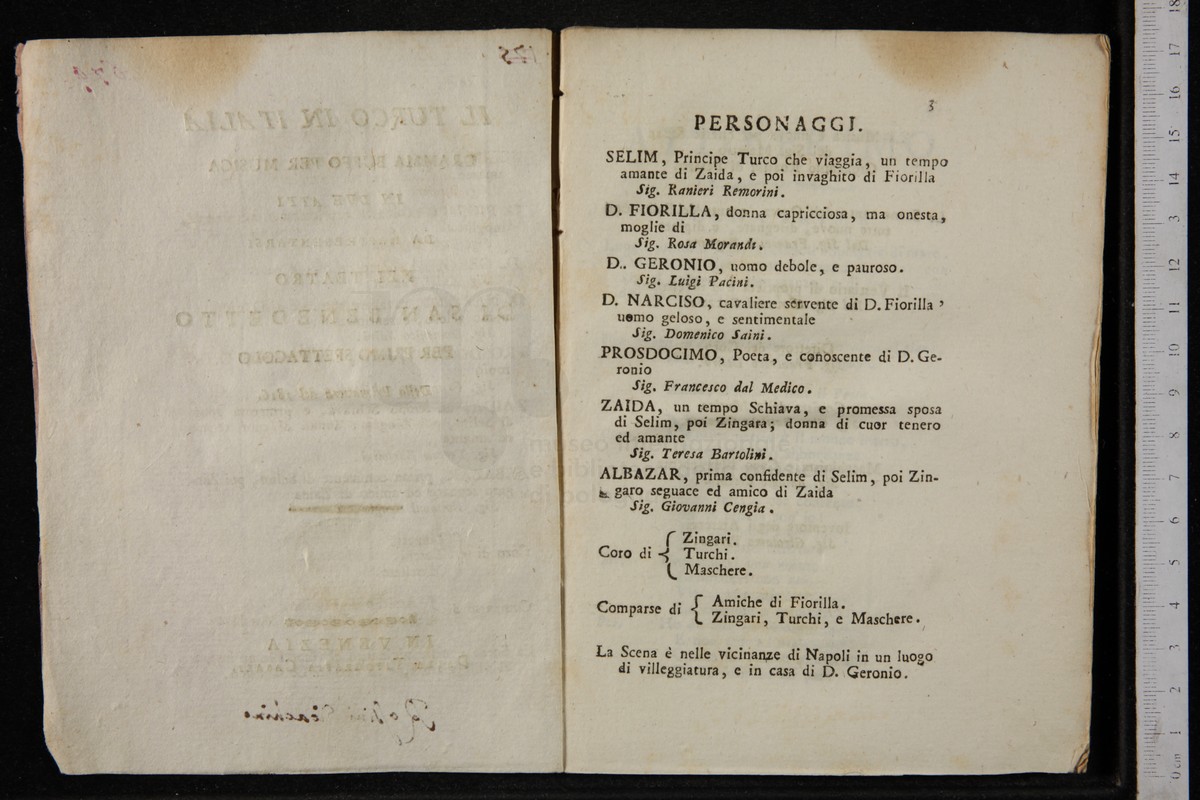 3
PERSONAGGI.
SELIM, Principe Turco che viaggia, un tempo
amante di Zaida, e poi invaghito di Fiorilla
Sig. Ranieri Remorini.
D. FIORILLA, donna capricciosa, ma onesta,
moglie di
Sig. Rosa Morandi.
D.. GERONIO, uomo debole, e pauroso.
Sig. Luigi Pacini.
D. NARCISO, cavaliere servente di D. Fiorilla ,
uomo geloso, e sentimentale
Sig. Domenico Saini.
PROSDOCIMO, Poeta, e conoscente di D. Ge-
ronio
Sig. Francesco dal Medico.
ZAIDA, un tempo Schiava, e promessa sposa
di Selim, poi Zingara; donna di cuor tenero
ed amante
Sig. Teresa Bartolini.
ALBAZAR, prima confidente di Selim, poi Zin-
garo seguace ed amico di Zaida
Sig. Giovanni Cengia.
Coro di { Zingari.
Turchi.
Maschere.
Comparse di { Amiche di Fiorilla.
Zingari, Turchi, e Maschere.
La Scena è nelle vicinanze di Napoli in un luogo
di villeggiatura, e in casa di D. Geronio.